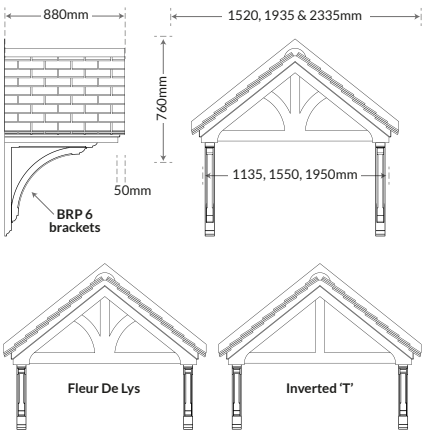 880mm
1520, 1935 & 2335mm
760mm
1135, 1550, 1950mm
50mm
BRP 6
brackets
Fleur De Lys
Inverted ‘T’